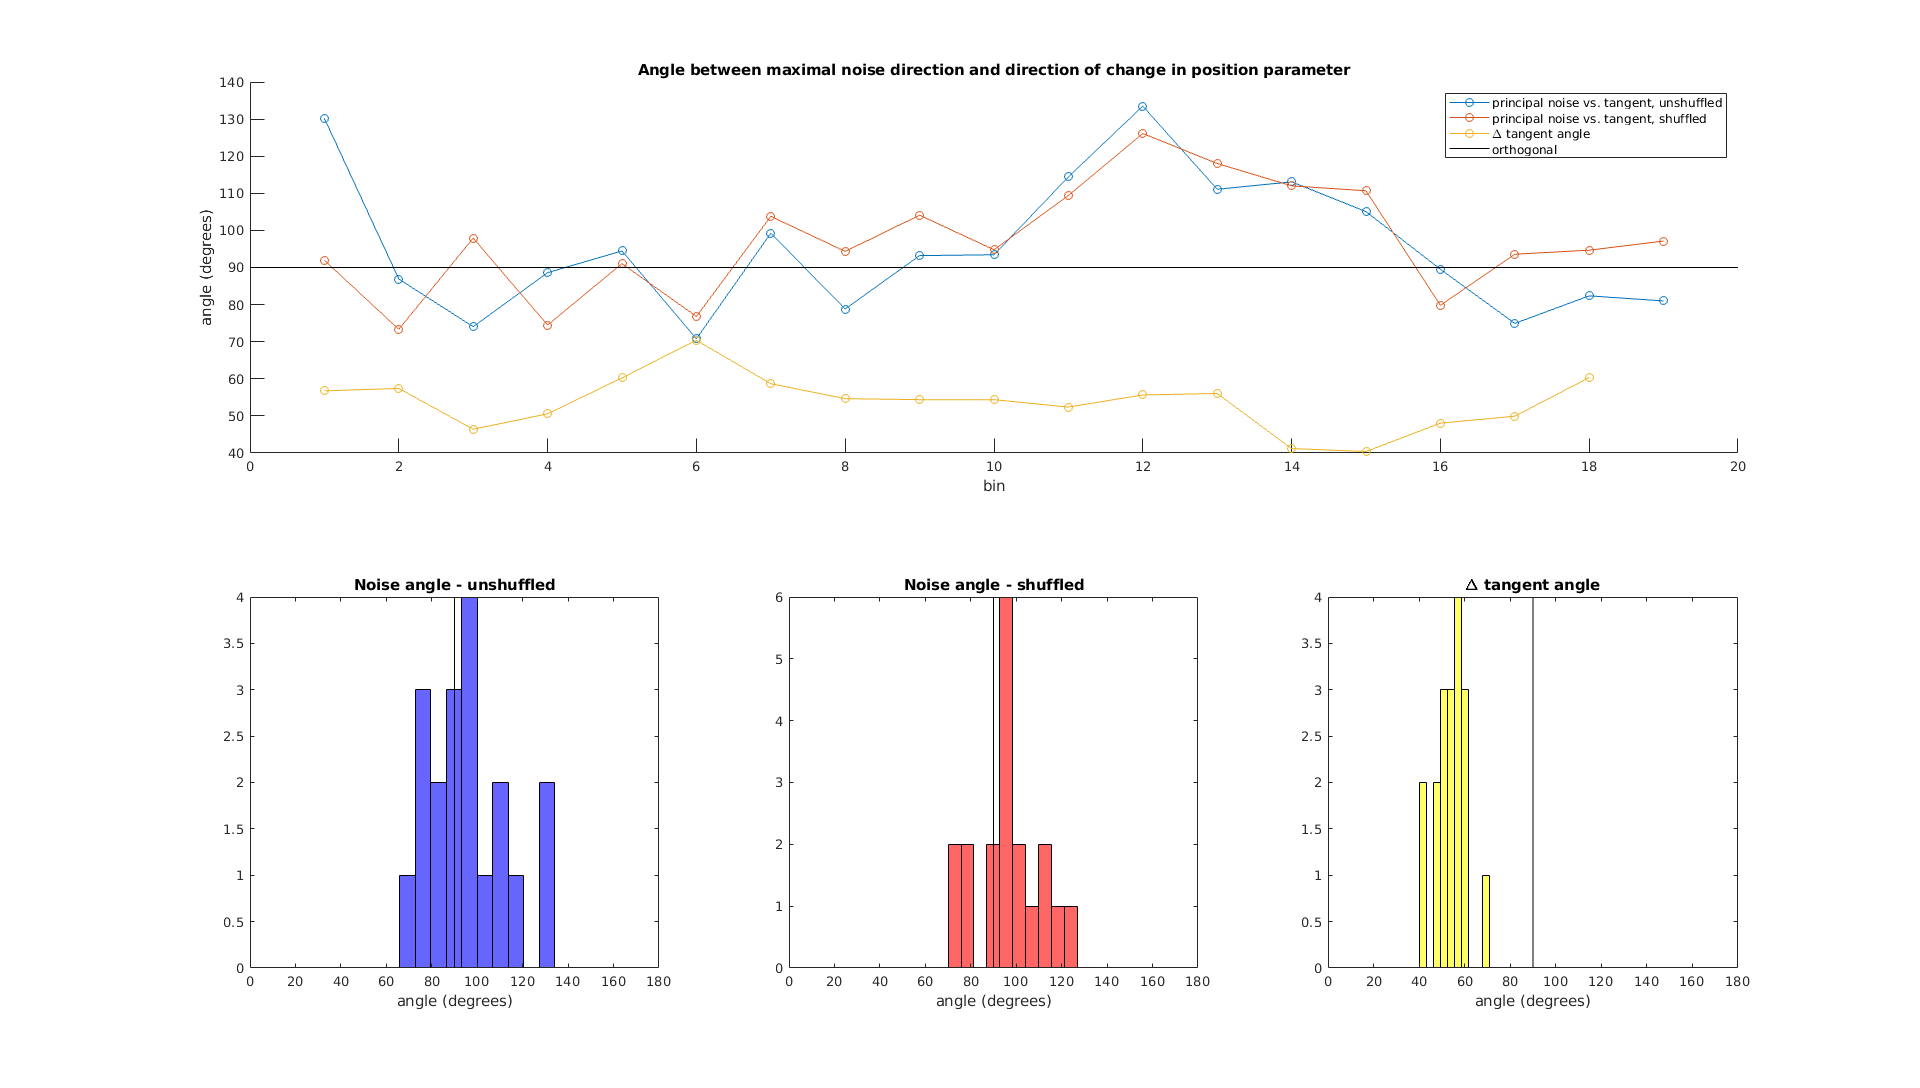 Angle between maximal noise direction and direction of change in position parameter
140
130
120
110
100
90
80
70
60
50
40
angle (degrees)
principal noise vs. tangent, unshuffled
principal noise vs. tangent, shuffled
Δ tangent angle
orthogonal
0 2 4 6 8 10 12 14 16 18 20
bin
Noise angle - unshuffled
4
3.5
3
2.5
2
1.5
1
0.5
0
0 20 40 60 80 100 120 140 160 180
angle (degrees)
Noise angle - shuffled
6
5
4
3
2
1
0
0 20 40 60 80 100 120 140 160 180
angle (degrees)
Δ tangent angle
4
3.5
3
2.5
2
1.5
1
0.5
0
0 20 40 60 80 100 120 140 160 180
angle (degrees)